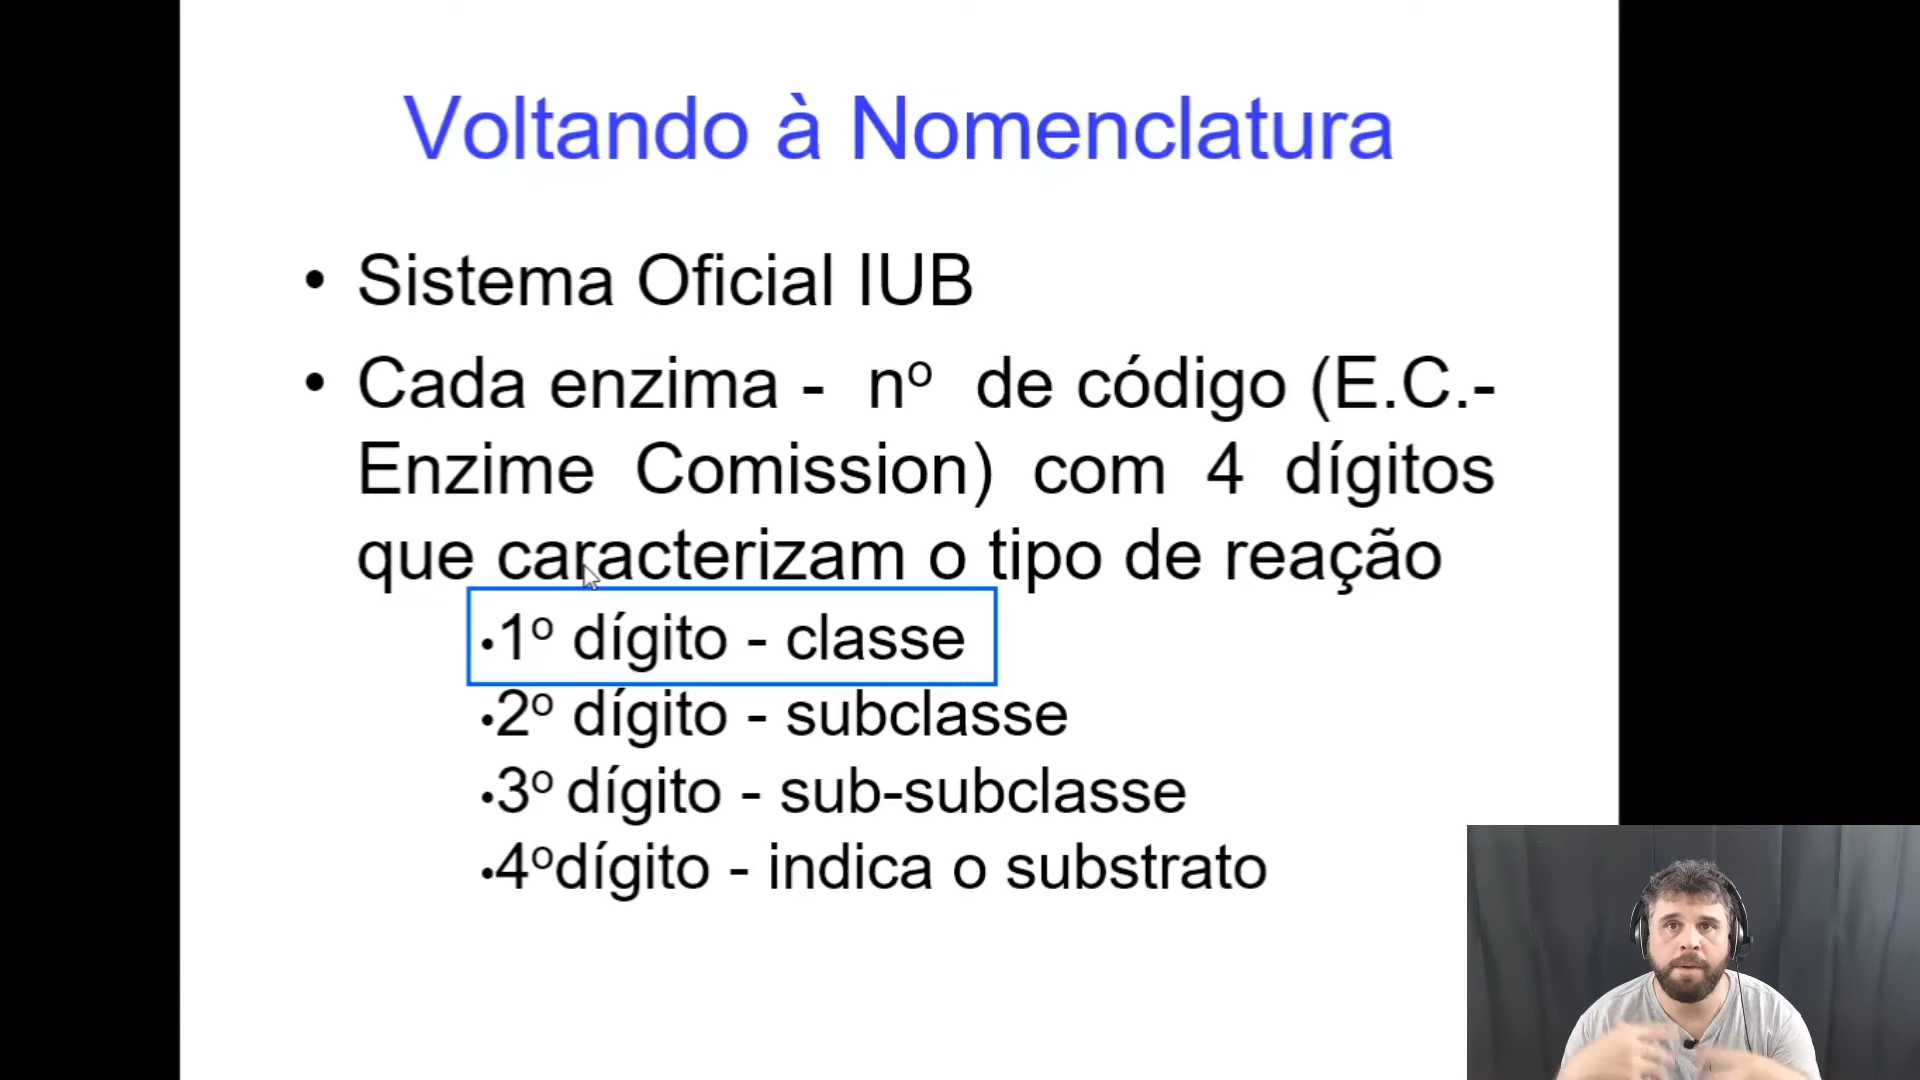 Voltando à Nomenclatura
• Sistema Oficial IUB
• Cada enzima - nº de código (E.C.-
Enzime Comission) com 4 dígitos
que caracterizam o tipo de reação
•1º dígito - classe
•2º dígito - subclasse
•3º dígito - sub-subclasse
•4ºdígito - indica o substrato